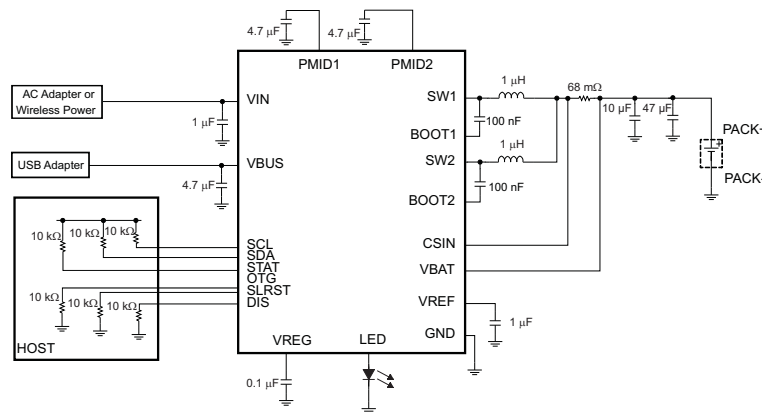 4.7 μF
4.7 μF
PMID1
PMID2
AC Adapter or
Wireless Power
VIN
1 μF
USB Adapter
VBUS
4.7 μF
SW1
1 μH
68 mΩ
10 μF
47 μF
100 nF
BOOT1
1 μH
SW2
100 nF
BOOT2
PACK+
+
PACK-
CSIN
VBAT
VREF
1 μF
GND
10 kΩ
10 kΩ
10 kΩ
SCL
SDA
STAT
OTG
SLRST
DIS
10 kΩ
10 kΩ
10 kΩ
HOST
VREG
LED
0.1 μF